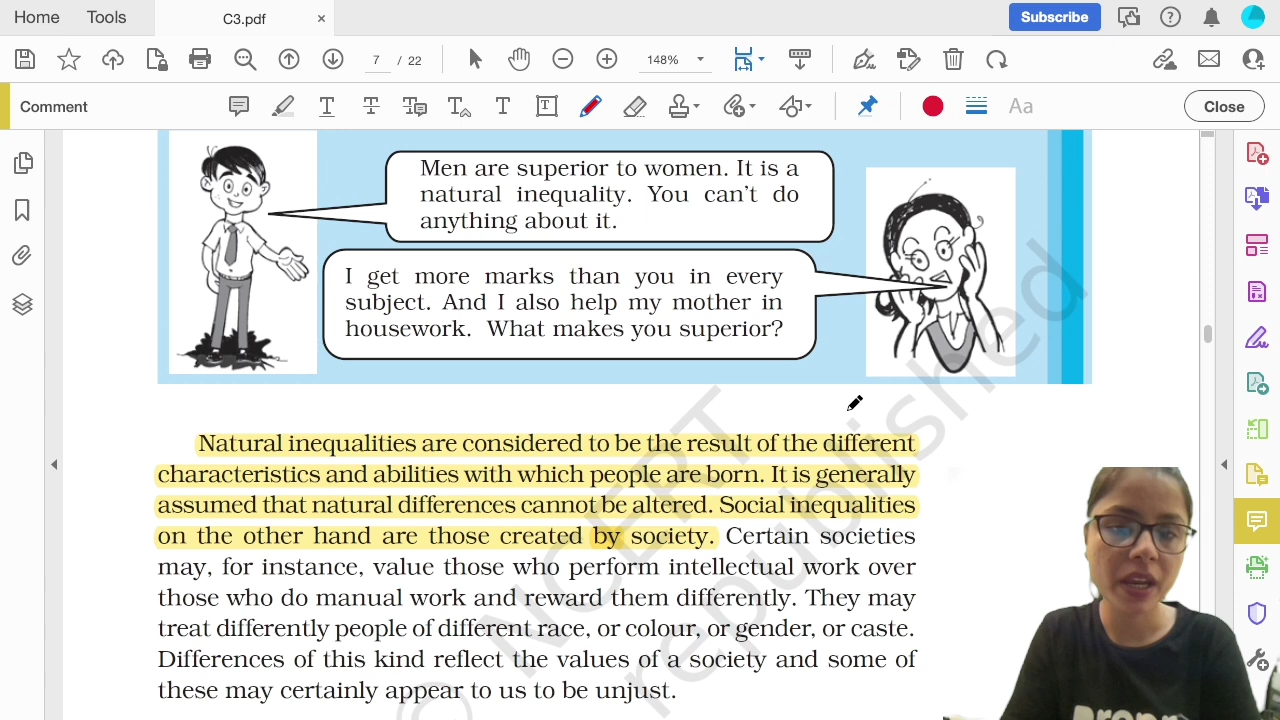 Home Tools C3.pdf × Subscribe
7 / 22 148%
Comment Aa Close
Men are superior to women. It is a
natural inequality. You can't do
anything about it.
I get more marks than you in every
subject. And I also help my mother in
housework. What makes you superior?
Natural inequalities are considered to be the result of the different
characteristics and abilities with which people are born. It is generally
assumed that natural differences cannot be altered. Social inequalities
on the other hand are those created by society. Certain societies
may, for instance, value those who perform intellectual work over
those who do manual work and reward them differently. They may
treat differently people of different race, or colour, or gender, or caste.
Differences of this kind reflect the values of a society and some of
these may certainly appear to us to be unjust.
© NCERT
republished